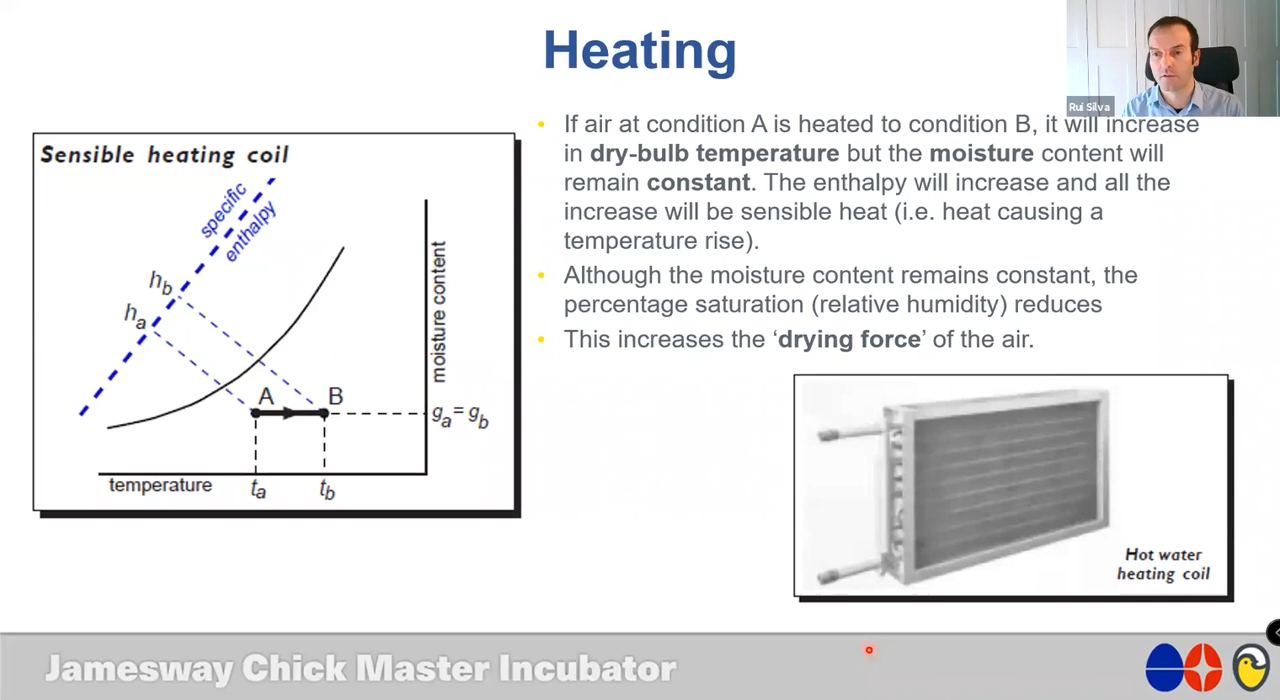 Heating
Rui Silva
Sensible heating coil
specific
enthalpy
h_b
h_a
A
B
moisture content
g_a = g_b
temperature
t_a
t_b
• If air at condition A is heated to condition B, it will increase
in dry-bulb temperature but the moisture content will
remain constant. The enthalpy will increase and all the
increase will be sensible heat (i.e. heat causing a
temperature rise).
• Although the moisture content remains constant, the
percentage saturation (relative humidity) reduces
• This increases the ‘drying force’ of the air.
Hot water
heating coil
Jamesway Chick Master Incubator